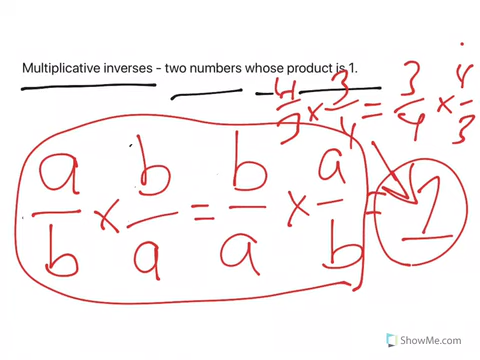 Multiplicative inverses - two numbers whose product is 1.
4/3 × 3/4 = 3/4 × 4/3
a/b × b/a = b/a × a/b = 1
ShowMe.com